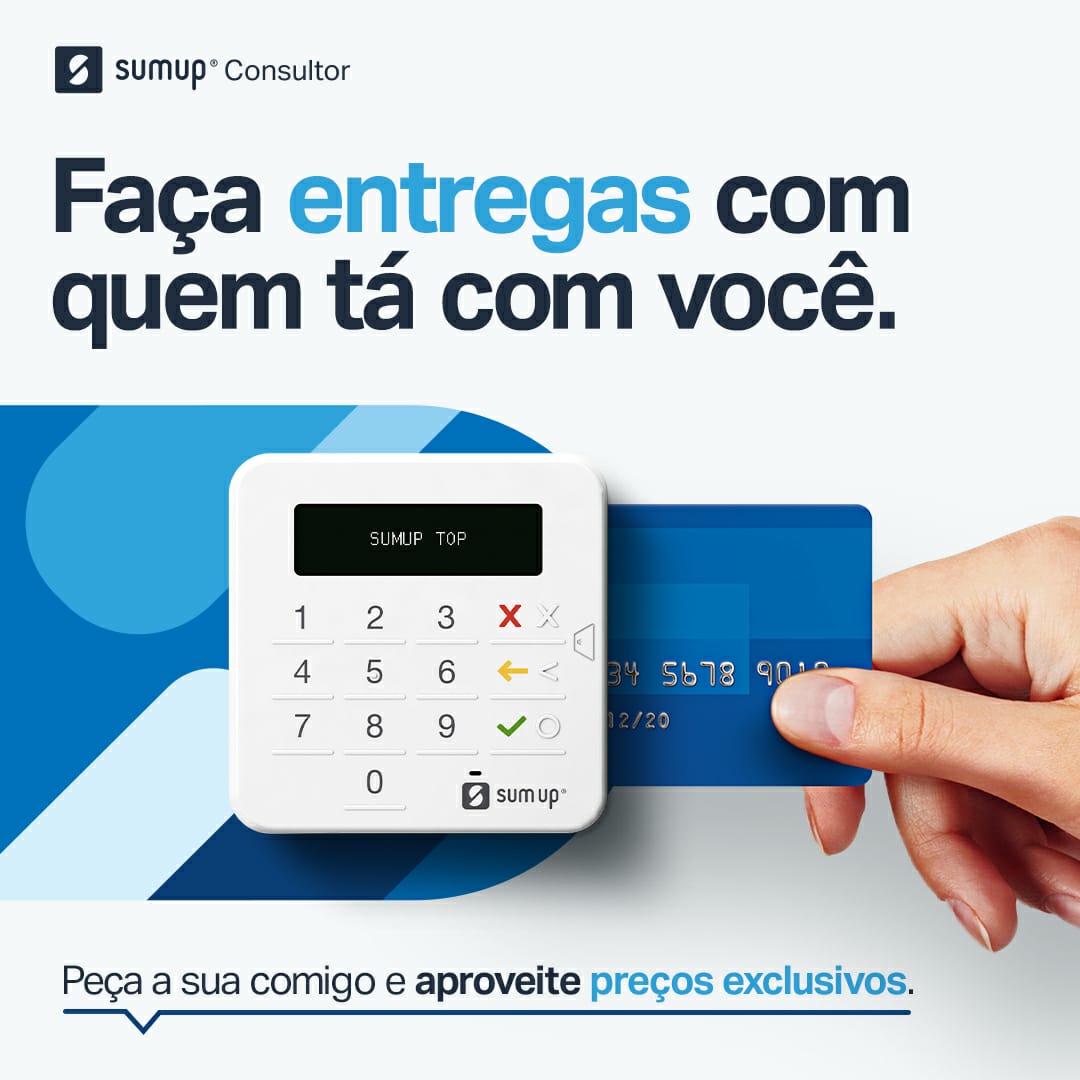 sumup® Consultor
Faça entregas com
quem tá com você.
SUMUP TOP
1 2 3
4 5 6
7 8 9
0
sumup®
34 5678
12/20
Peça a sua comigo e aproveite preços exclusivos.